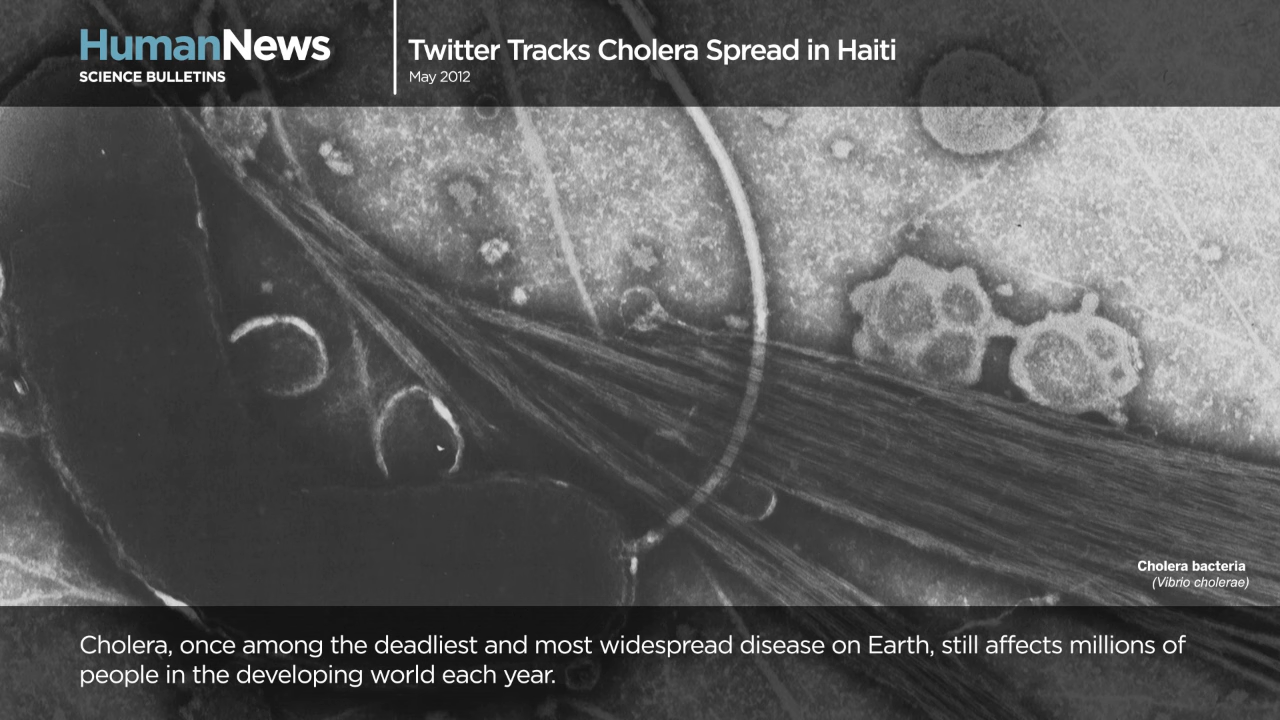 HumanNews
SCIENCE BULLETINS
Twitter Tracks Cholera Spread in Haiti
May 2012
Cholera bacteria
(Vibrio cholerae)
Cholera, once among the deadliest and most widespread disease on Earth, still affects millions of
people in the developing world each year.